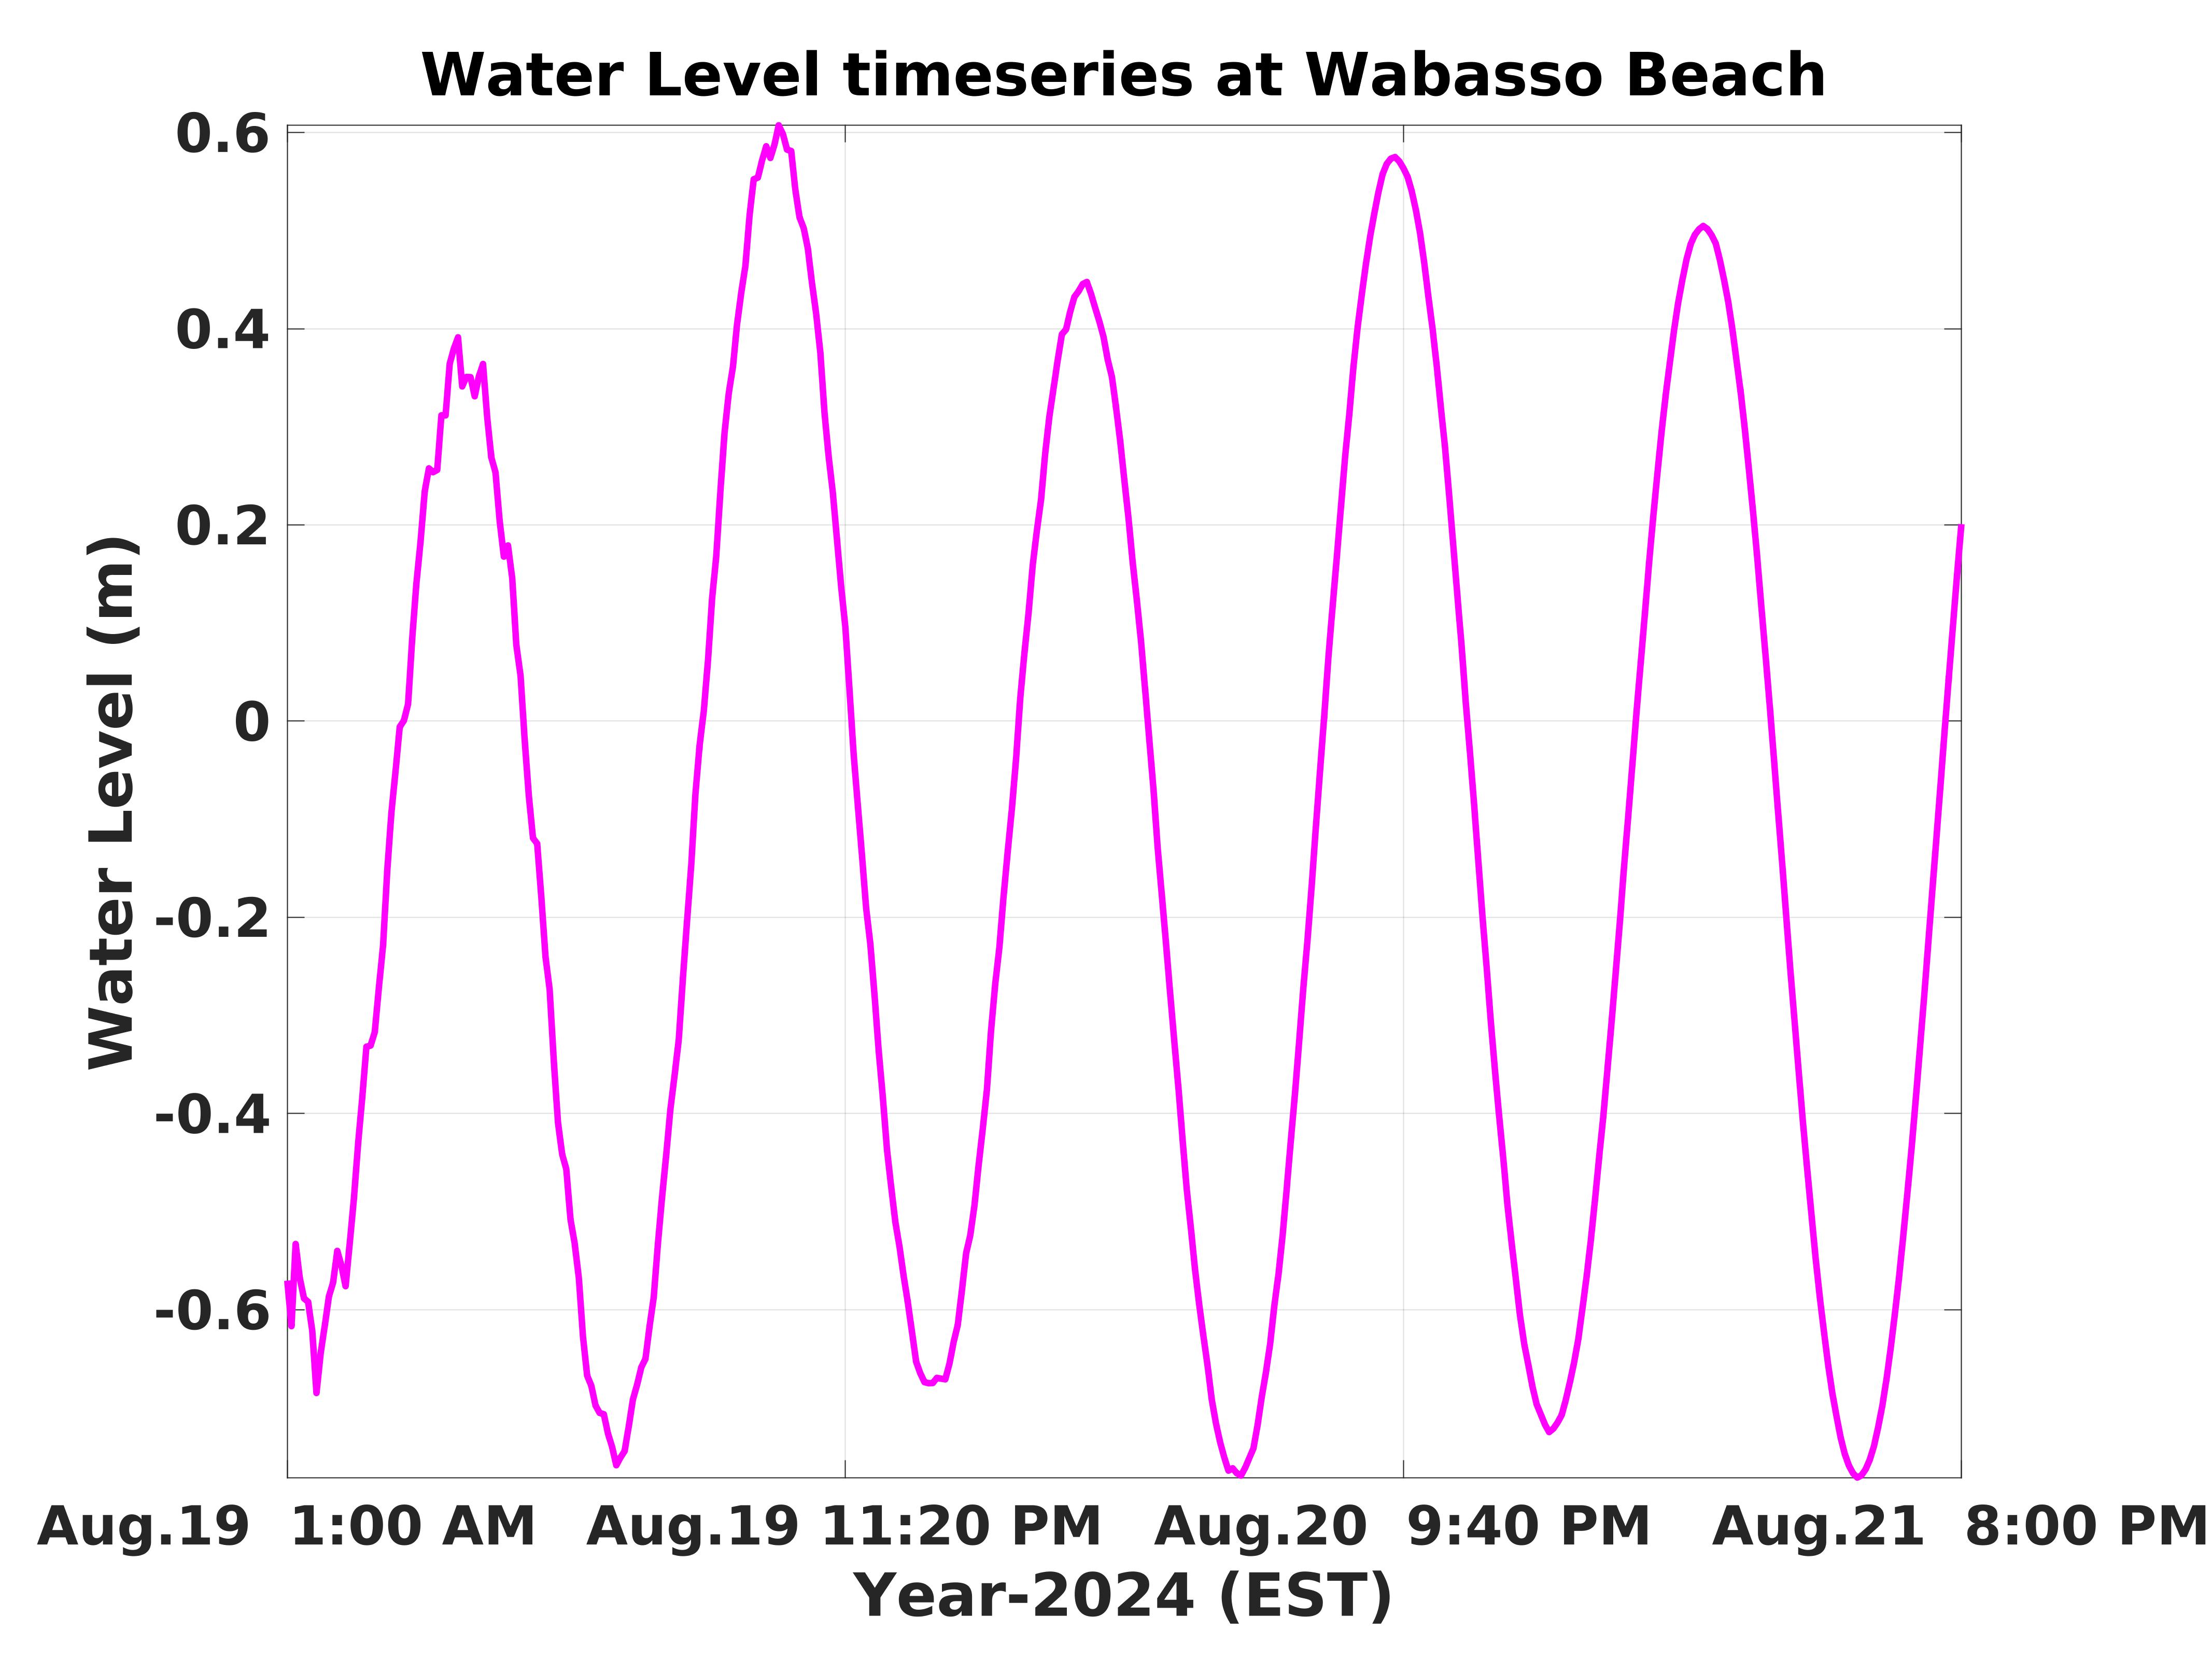 Water Level timeseries at Wabasso Beach
0.6
0.4
0.2
0
-0.2
-0.4
-0.6
Water Level (m)
Aug.19 1:00 AM Aug.19 11:20 PM Aug.20 9:40 PM Aug.21 8:00 PM
Year-2024 (EST)